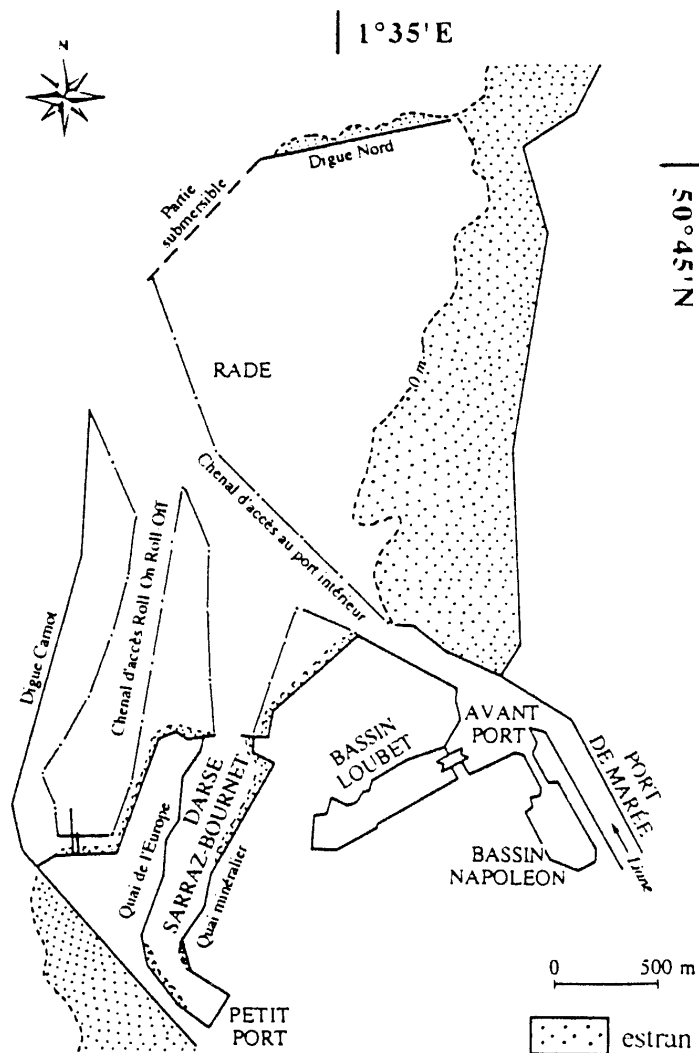 1°35'E
N
Digue Nord
50°45'N
Partie
submersible
RADE
0 m
Chenal d'accès au port intérieur
Digue Carnot
Chenal d'accès Roll On Roll Off
AVANT
PORT
BASSIN
LOUBET
PORT
DE MARÉE
DARSE
SARRAZ-BOURNET
Quai de l'Europe
Quai minéralier
BASSIN
NAPOLEON
Liane
0 500 m
PETIT
PORT
estran